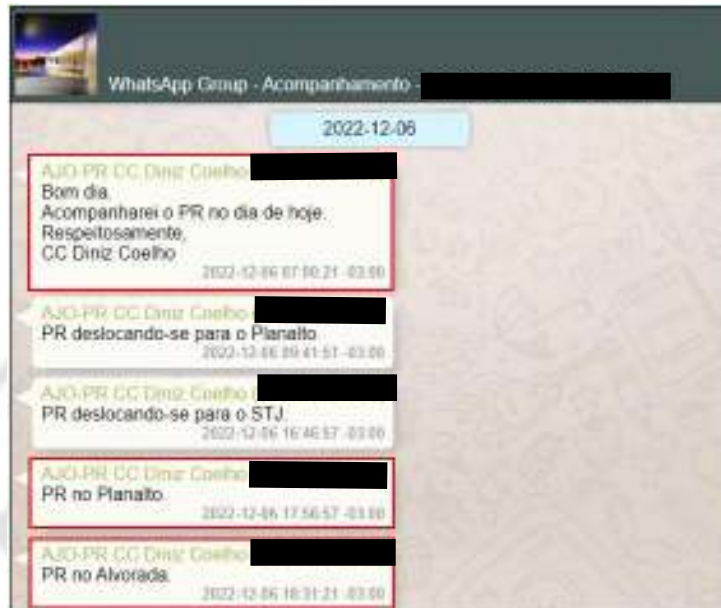 WhatsApp Group - Acompanhamento -
2022-12-06
AJO-PR CC Diniz Coelho
Bom dia.
Acompanharei o PR no dia de hoje.
Respeitosamente,
CC Diniz Coelho
2022-12-06 07:00:21 -03:00
AJO-PR CC Diniz Coelho
PR deslocando-se para o Planalto.
2022-12-06 09:41:51 -03:00
AJO-PR CC Diniz Coelho
PR deslocando-se para o STJ.
2022-12-06 16:46:57 -03:00
AJO-PR CC Diniz Coelho
PR no Planalto.
2022-12-06 17:56:57 -03:00
AJO-PR CC Diniz Coelho
PR no Alvorada.
2022-12-06 18:31:21 -03:00